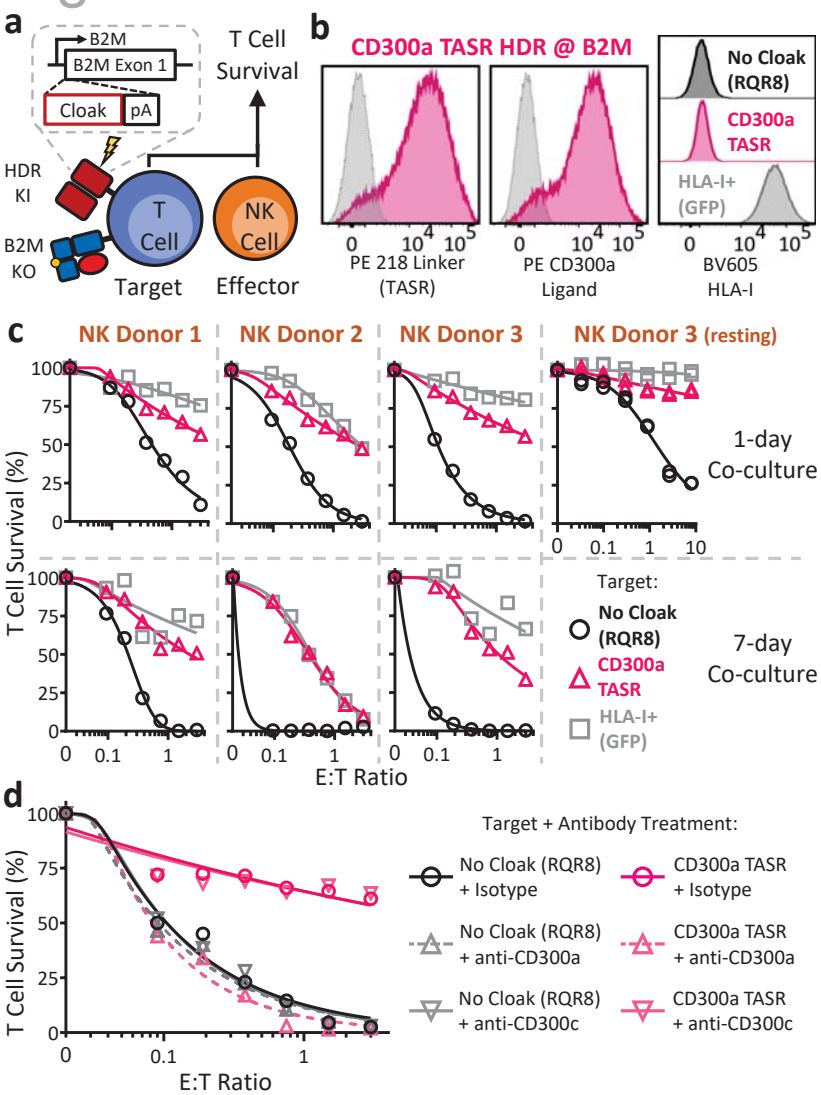 a
B2M
B2M Exon 1
Cloak
pA
HDR
KI
B2M
KO
T
Cell
Target
NK
Cell
Effector
T Cell
Survival
b
CD300a TASR HDR @ B2M
0 10^4 10^5
PE 218 Linker
(TASR)
0 10^4 10^5
PE CD300a
Ligand
No Cloak
(RQR8)
CD300a
TASR
HLA-I+
(GFP)
0 10^4 10^5
BV605
HLA-I
c
NK Donor 1
NK Donor 2
NK Donor 3
NK Donor 3 (resting)
T Cell Survival (%)
100
75
50
25
0
0 0.1 1 10
1-day
Co-culture
100
75
50
25
0
0 0.1 1
0 0.1 1
0 0.1 1
E:T Ratio
Target:
No Cloak
(RQR8)
CD300a
TASR
HLA-I+
(GFP)
7-day
Co-culture
d
T Cell Survival (%)
100
75
50
25
0
0 0.1 1
E:T Ratio
Target + Antibody Treatment:
No Cloak (RQR8)
+ Isotype
No Cloak (RQR8)
+ anti-CD300a
No Cloak (RQR8)
+ anti-CD300c
CD300a TASR
+ Isotype
CD300a TASR
+ anti-CD300a
CD300a TASR
+ anti-CD300c